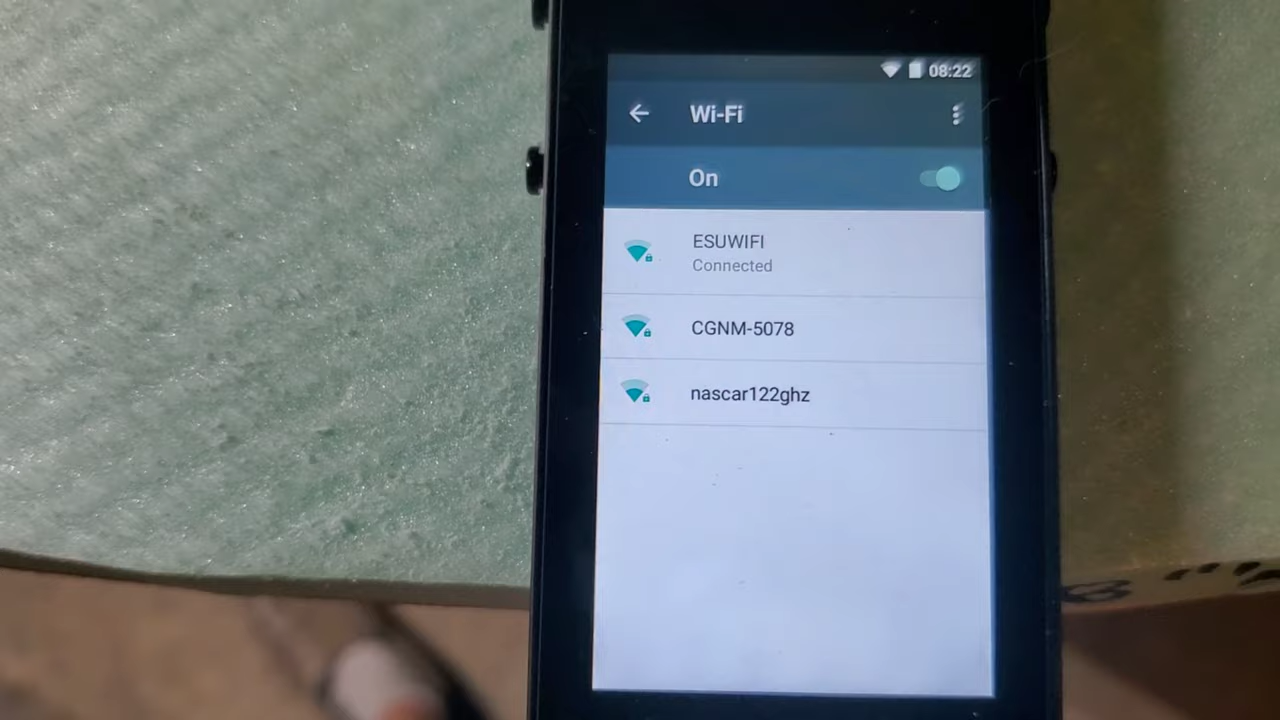 08:22
Wi-Fi
On
ESUWIFI
Connected
CGNM-5078
nascar122ghz